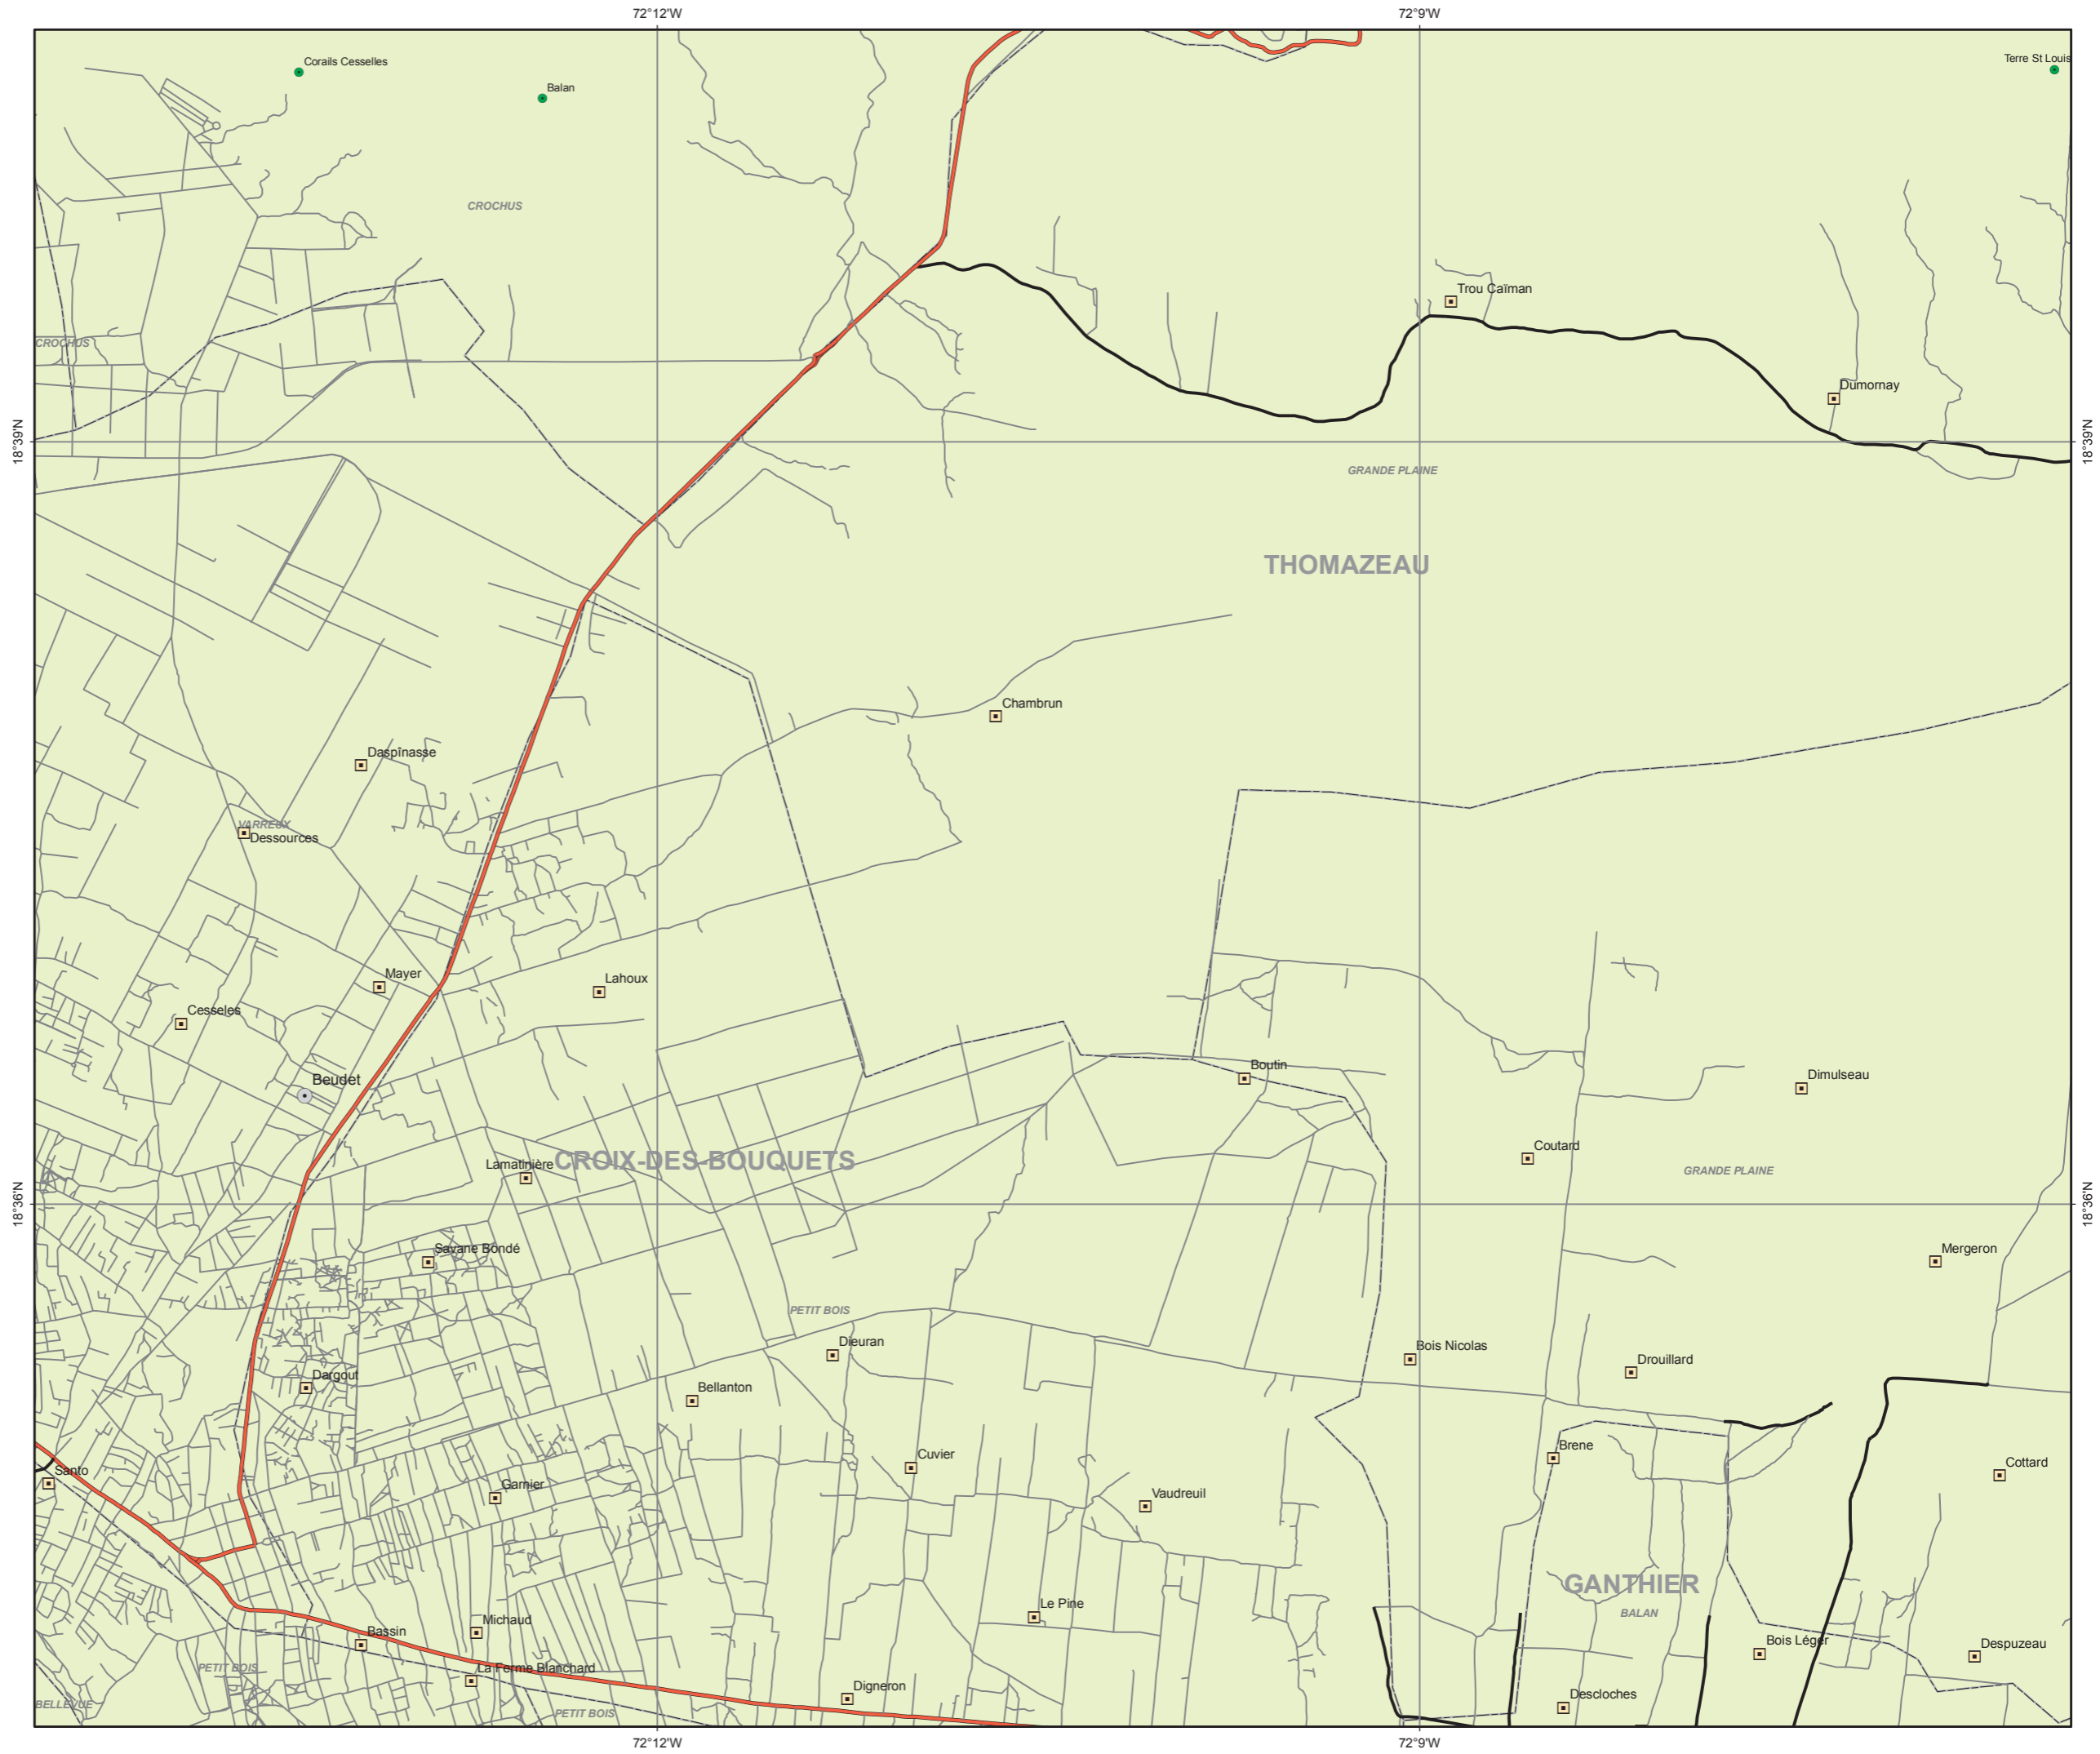 72°12'W
72°9'W
Corails Cesselles
Terre St Louis
Balan
CROCHUS
Trou Caïman
CROCHUS
Dumornay
18°39'N
18°39'N
GRANDE PLAINE
THOMAZEAU
Chambrun
Daspînasse
VARREUX
Dessources
Mayer
Lahoux
Cesseles
Boutin
Dimulseau
Beudet
Coutard
Lamatinière
CROIX-DES-BOUQUETS
GRANDE PLAINE
18°36'N
18°36'N
Savane Bondé
Mergeron
PETIT BOIS
Dieuran
Bois Nicolas
Drouillard
Dargout
Bellanton
Brene
Cuvier
Santo
Cottard
Garnier
Vaudreuil
GANTHIER
Le Pine
BALAN
Michaud
Bassin
Bois Léger
Despuzeau
PETIT BOIS
La Ferme Blanchard
Digneron
Descloches
BELLEVUE
PETIT BOIS
72°12'W
72°9'W